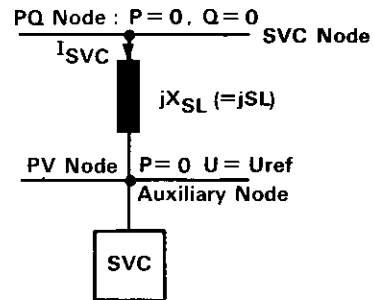 PQ Node : P=0, Q=0
SVC Node
ISVC
jXSL (=jSL)
PV Node P=0 U=Uref
Auxiliary Node
SVC